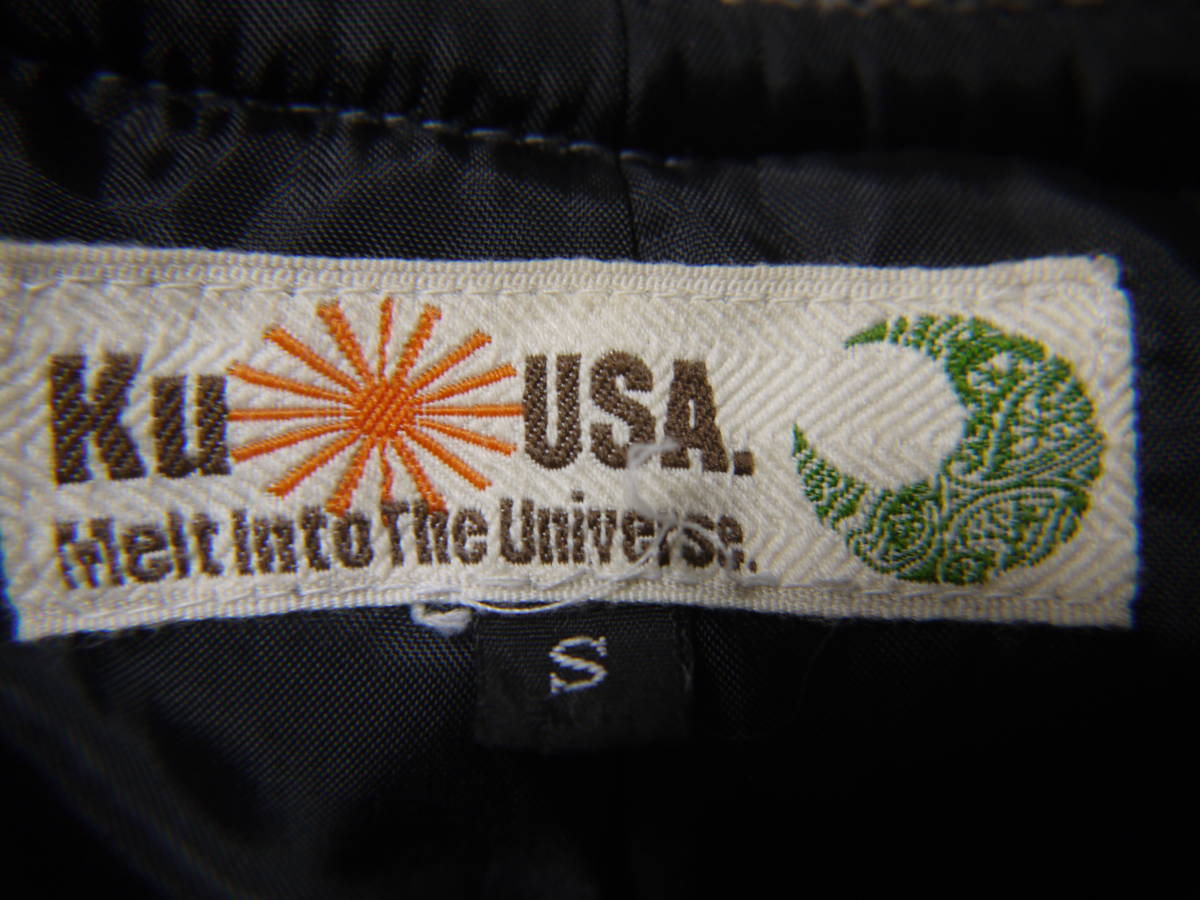 Ku USA.
Melt Into The Universe.
S